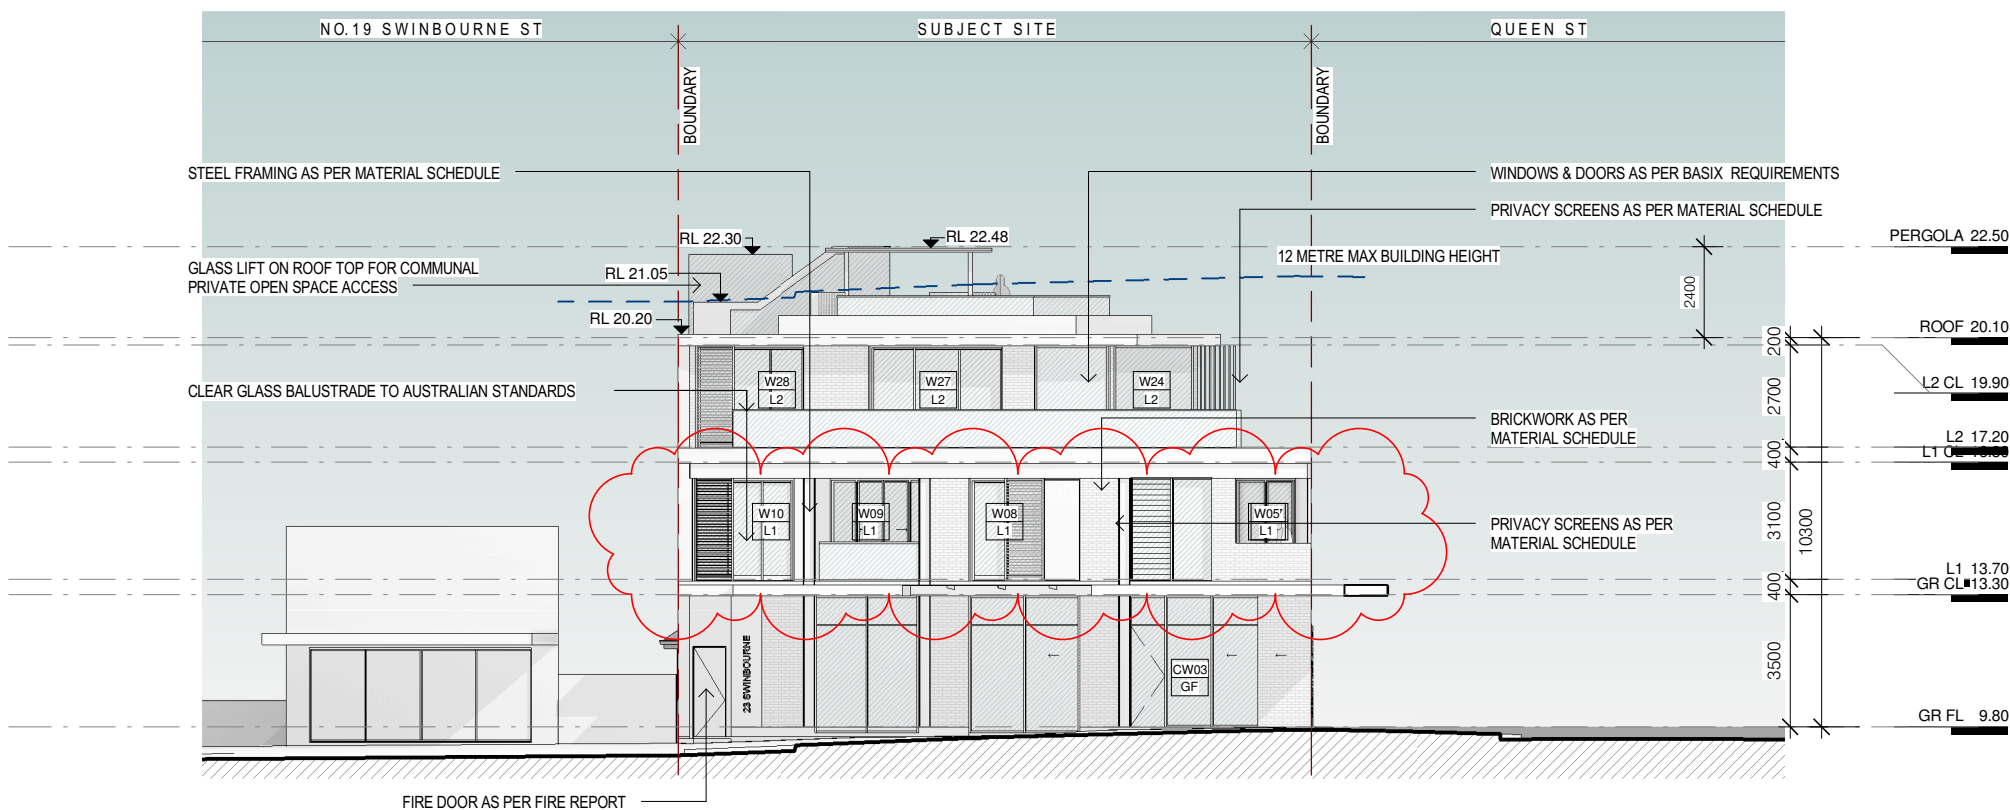 NO.19 SWINBOURNE ST
SUBJECT SITE
QUEEN ST
BOUNDARY
BOUNDARY
STEEL FRAMING AS PER MATERIAL SCHEDULE
WINDOWS & DOORS AS PER BASIX REQUIREMENTS
PRIVACY SCREENS AS PER MATERIAL SCHEDULE
RL 22.30
RL 22.48
PERGOLA 22.50
12 METRE MAX BUILDING HEIGHT
GLASS LIFT ON ROOF TOP FOR COMMUNAL
PRIVATE OPEN SPACE ACCESS
RL 21.05
2400
RL 20.20
ROOF 20.10
200
CLEAR GLASS BALUSTRADE TO AUSTRALIAN STANDARDS
W28
L2
W27
L2
W24
L2
L2 CL 19.90
2700
BRICKWORK AS PER
MATERIAL SCHEDULE
L2 17.20
L1 CL
400
W10
L1
W09
L1
W08
L1
W05
L1
3100
10300
PRIVACY SCREENS AS PER
MATERIAL SCHEDULE
L1 13.70
GR CL 13.30
400
23 SWINBOURNE
CW03
GF
3500
GR FL 9.80
FIRE DOOR AS PER FIRE REPORT